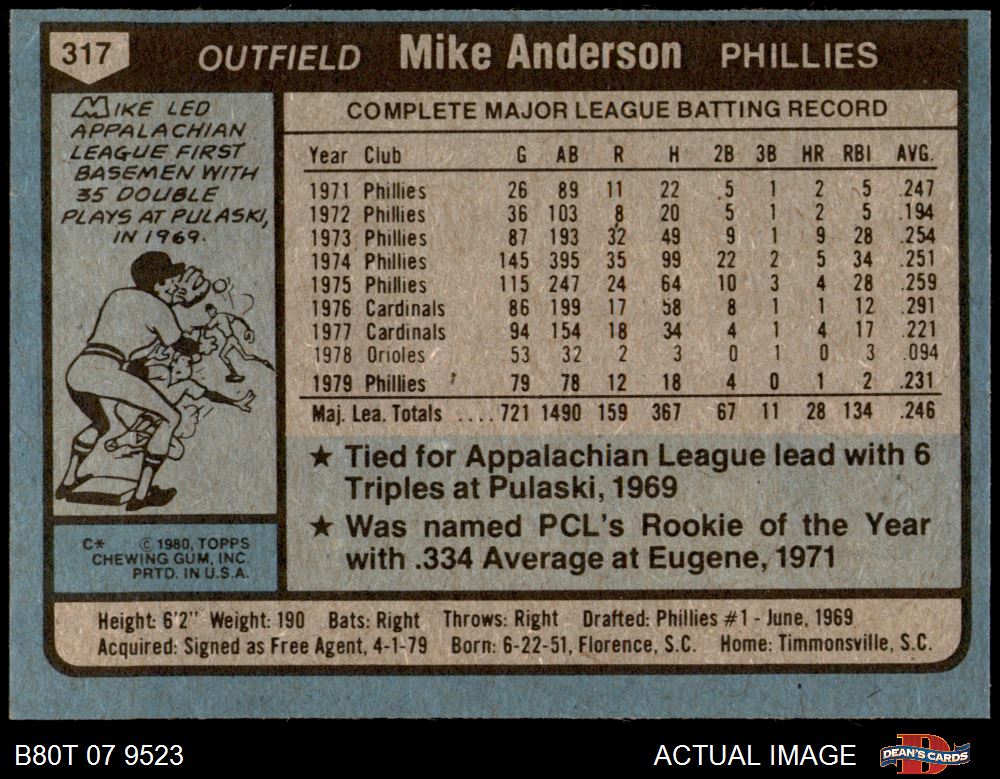 317 OUTFIELD Mike Anderson PHILLIES
MIKE LED
APPALACHIAN
LEAGUE FIRST
BASEMEN WITH
35 DOUBLE
PLAYS AT PULASKI,
IN 1969.
C* © 1980, TOPPS
CHEWING GUM, INC.
PRTD. IN U.S.A.
COMPLETE MAJOR LEAGUE BATTING RECORD
Year Club G AB R H 2B 3B HR RBI AVG.
1971 Phillies 26 89 11 22 5 1 2 5 .247
1972 Phillies 36 103 8 20 5 1 2 5 .194
1973 Phillies 87 193 32 49 9 1 9 28 .254
1974 Phillies 145 395 35 99 22 2 5 34 .251
1975 Phillies 115 247 24 64 10 3 4 28 .259
1976 Cardinals 86 199 17 58 8 1 1 12 .291
1977 Cardinals 94 154 18 34 4 1 4 17 .221
1978 Orioles 53 32 2 3 0 1 0 3 .094
1979 Phillies 79 78 12 18 4 0 1 2 .231
Maj. Lea. Totals .... 721 1490 159 367 67 11 28 134 .246
★ Tied for Appalachian League lead with 6
Triples at Pulaski, 1969
★ Was named PCL's Rookie of the Year
with .334 Average at Eugene, 1971
Height: 6'2" Weight: 190 Bats: Right Throws: Right Drafted: Phillies #1 - June, 1969
Acquired: Signed as Free Agent, 4-1-79 Born: 6-22-51, Florence, S.C. Home: Timmonsville, S.C.
B80T 07 9523 ACTUAL IMAGE D DEAN'S CARDS